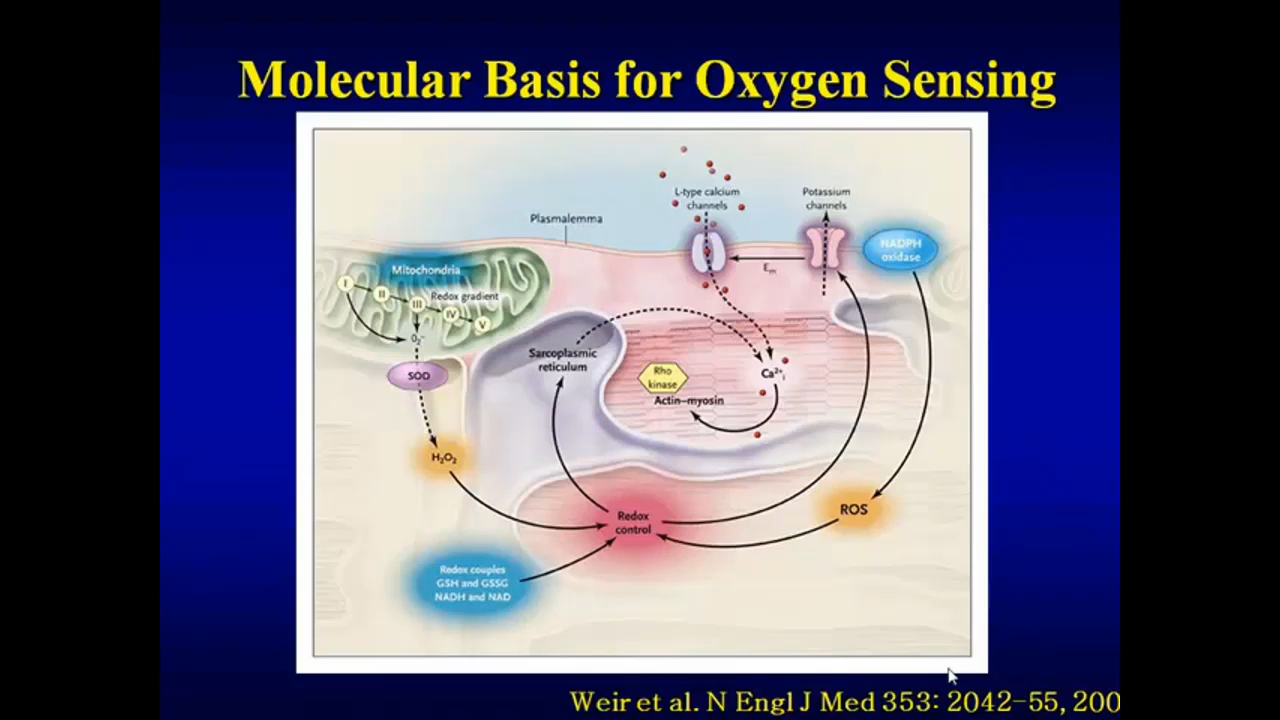 Molecular Basis for Oxygen Sensing
L-type calcium
channels
Potassium
channels
Plasmalemma
NADPH
oxidase
Em
Mitochondria
Redox gradient
I
II
III
IV
V
O₂⁻
SOD
Sarcoplasmic
reticulum
Rho
kinase
Actin–myosin
Ca²⁺i
H₂O₂
Redox
control
ROS
Redox couples
GSH and GSSG
NADH and NAD
Weir et al. N Engl J Med 353: 2042-55, 200